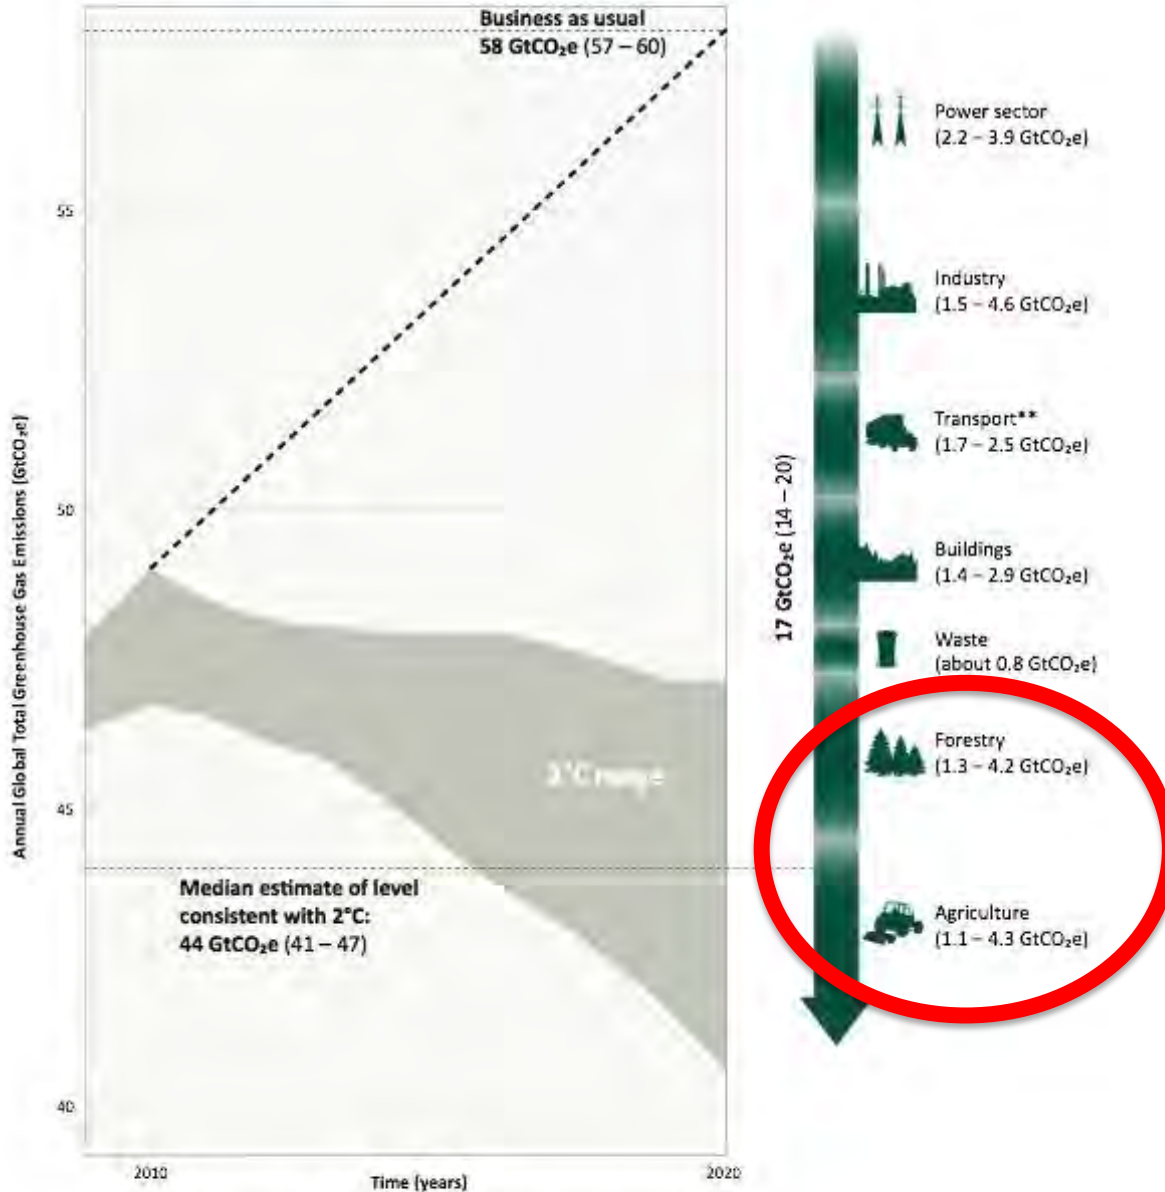 Business as usual
58 GtCO₂e (57 – 60)
Annual Global Total Greenhouse Gas Emissions (GtCO₂e)
55
50
45
40
2°C range
Median estimate of level
consistent with 2°C:
44 GtCO₂e (41 – 47)
2010
2020
Time (years)
17 GtCO₂e (14 – 20)
Power sector
(2.2 – 3.9 GtCO₂e)
Industry
(1.5 – 4.6 GtCO₂e)
Transport**
(1.7 – 2.5 GtCO₂e)
Buildings
(1.4 – 2.9 GtCO₂e)
Waste
(about 0.8 GtCO₂e)
Forestry
(1.3 – 4.2 GtCO₂e)
Agriculture
(1.1 – 4.3 GtCO₂e)